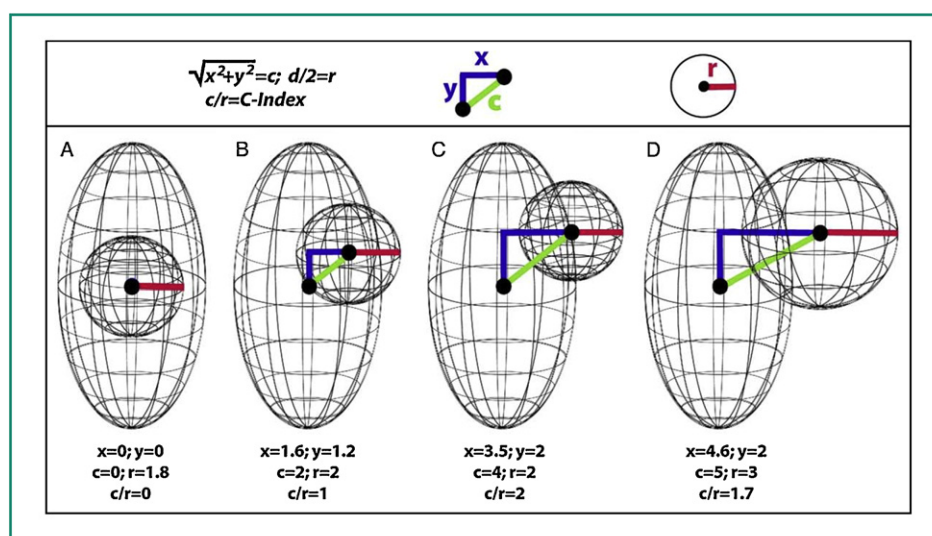 √x²+y²=c; d/2=r
c/r=C-Index
x
y
c
r
A
B
C
D
x=0; y=0
c=0; r=1.8
c/r=0
x=1.6; y=1.2
c=2; r=2
c/r=1
x=3.5; y=2
c=4; r=2
c/r=2
x=4.6; y=2
c=5; r=3
c/r=1.7